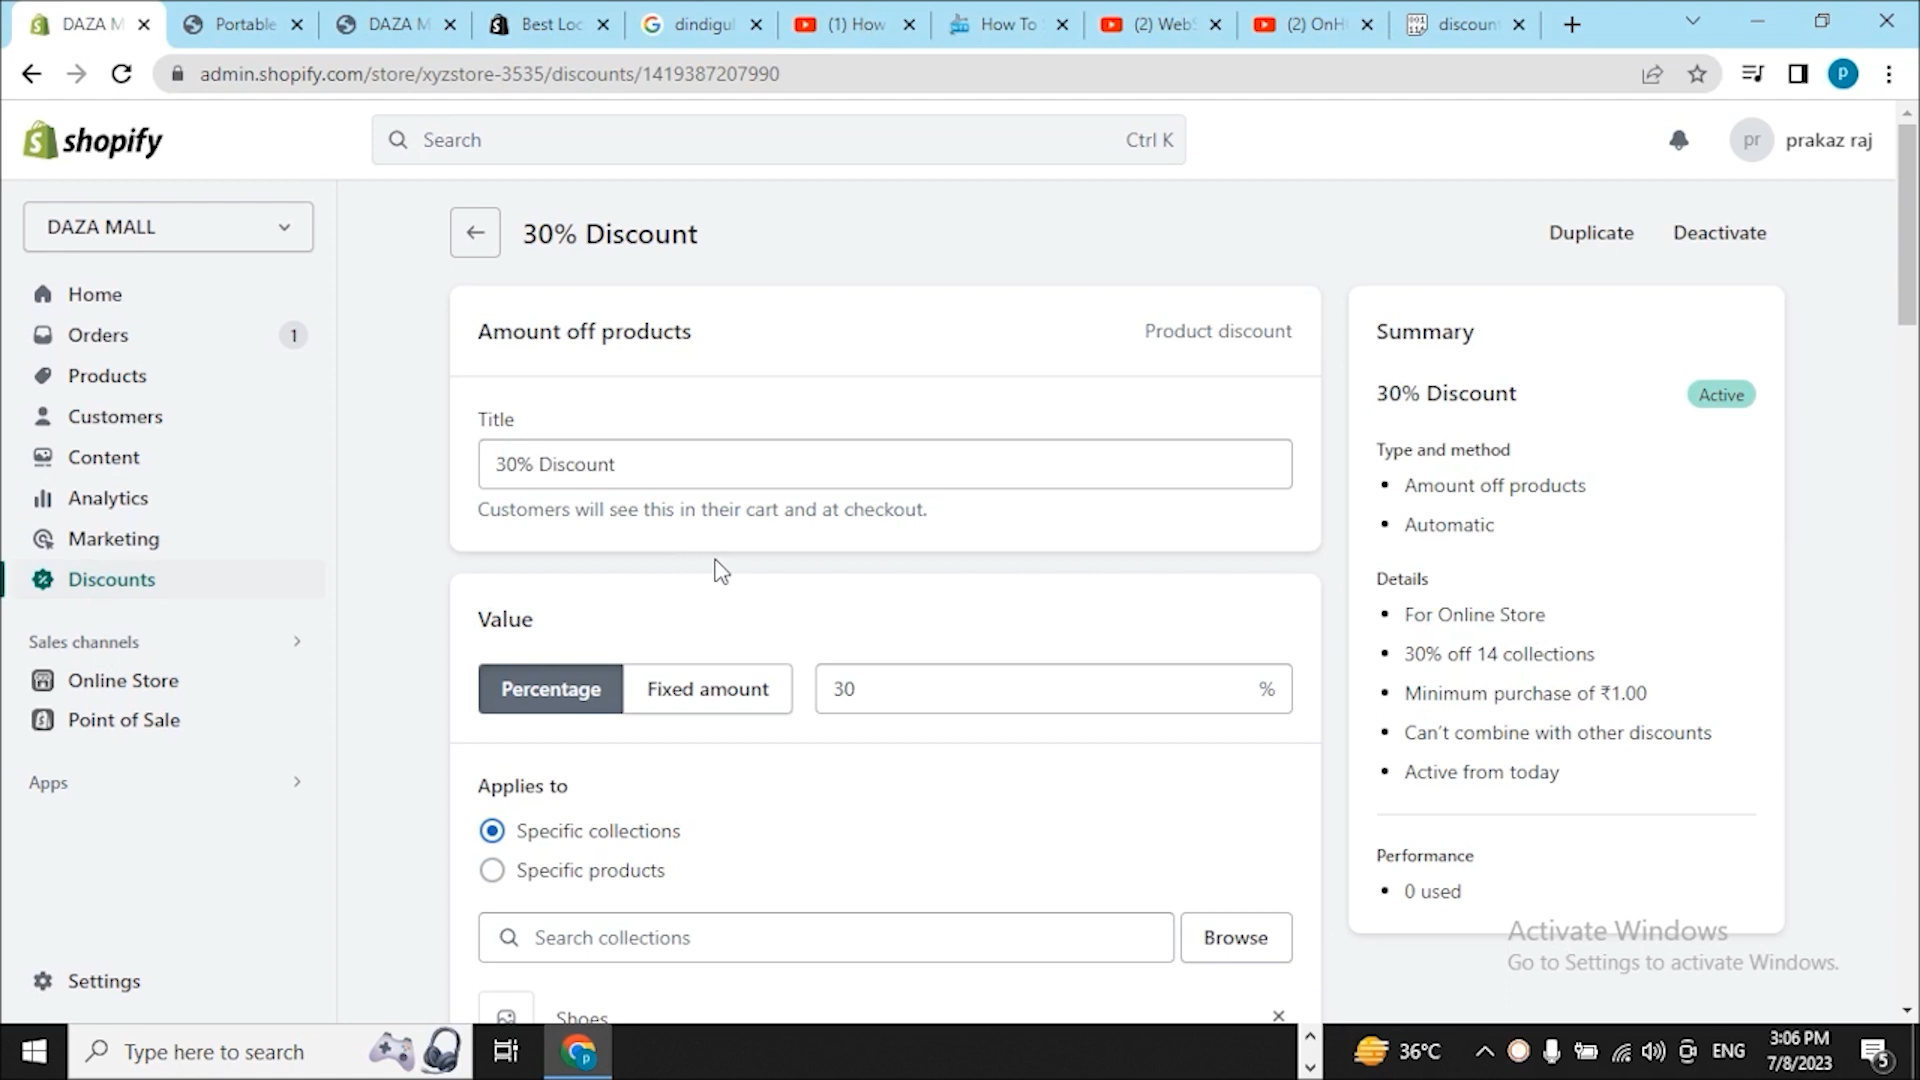 DAZA M
Portable
DAZA M
Best Loc
dindigul
(1) How
How To
(2) Web
(2) OnH
discount
admin.shopify.com/store/xyzstore-3535/discounts/1419387207990
P
shopify
Search
Ctrl K
pr
prakaz raj
DAZA MALL
Home
Orders
1
Products
Customers
Content
Analytics
Marketing
Discounts
Sales channels
Online Store
Point of Sale
Apps
Settings
30% Discount
Duplicate
Deactivate
Amount off products
Product discount
Title
30% Discount
Customers will see this in their cart and at checkout.
Value
Percentage
Fixed amount
30
%
Applies to
Specific collections
Specific products
Search collections
Browse
Shoes
Summary
30% Discount
Active
Type and method
• Amount off products
• Automatic
Details
• For Online Store
• 30% off 14 collections
• Minimum purchase of ₹1.00
• Can't combine with other discounts
• Active from today
Performance
• 0 used
Activate Windows
Go to Settings to activate Windows.
Type here to search
36°C
ENG
3:06 PM
7/8/2023
5